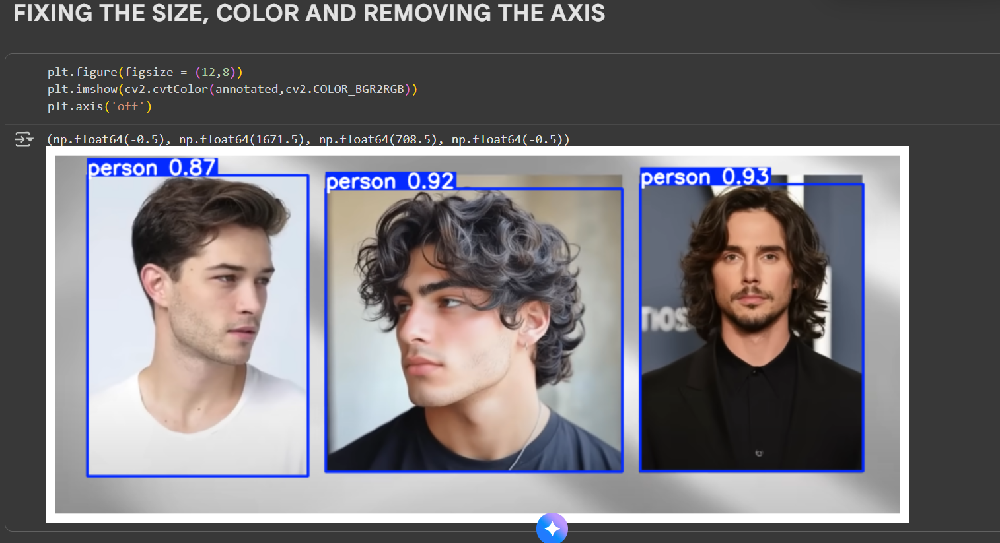 FIXING THE SIZE, COLOR AND REMOVING THE AXIS
plt.figure(figsize = (12,8))
plt.imshow(cv2.cvtColor(annotated,cv2.COLOR_BGR2RGB))
plt.axis('off')
(np.float64(-0.5), np.float64(1671.5), np.float64(708.5), np.float64(-0.5))
person 0.87
person 0.92
person 0.93